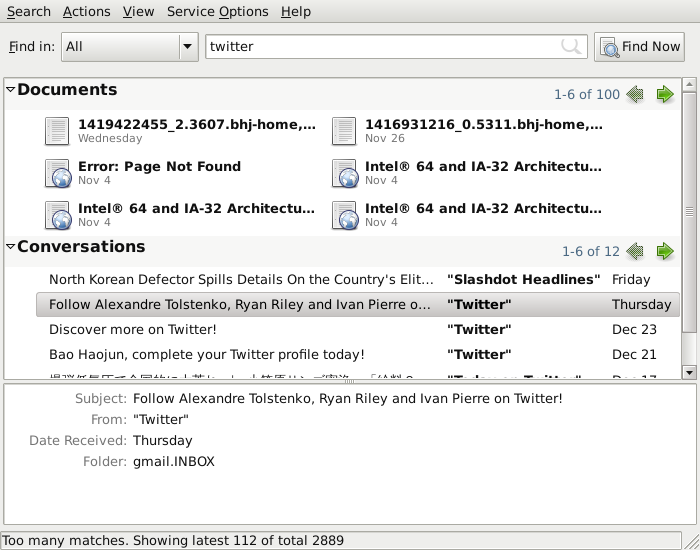 Search Actions View Service Options Help
Find in: All twitter Find Now
Documents 1-6 of 100
1419422455_2.3607.bhj-home,... 1416931216_0.5311.bhj-home,...
Wednesday Nov 26
Error: Page Not Found Intel® 64 and IA-32 Architectu...
Nov 4 Nov 4
Intel® 64 and IA-32 Architectu... Intel® 64 and IA-32 Architectu...
Nov 4 Nov 4
Conversations 1-6 of 12
North Korean Defector Spills Details On the Country's Elit... "Slashdot Headlines" Friday
Follow Alexandre Tolstenko, Ryan Riley and Ivan Pierre o... "Twitter" Thursday
Discover more on Twitter! "Twitter" Dec 23
Bao Haojun, complete your Twitter profile today! "Twitter" Dec 21
Subject: Follow Alexandre Tolstenko, Ryan Riley and Ivan Pierre on Twitter!
From: "Twitter"
Date Received: Thursday
Folder: gmail.INBOX
Too many matches. Showing latest 112 of total 2889